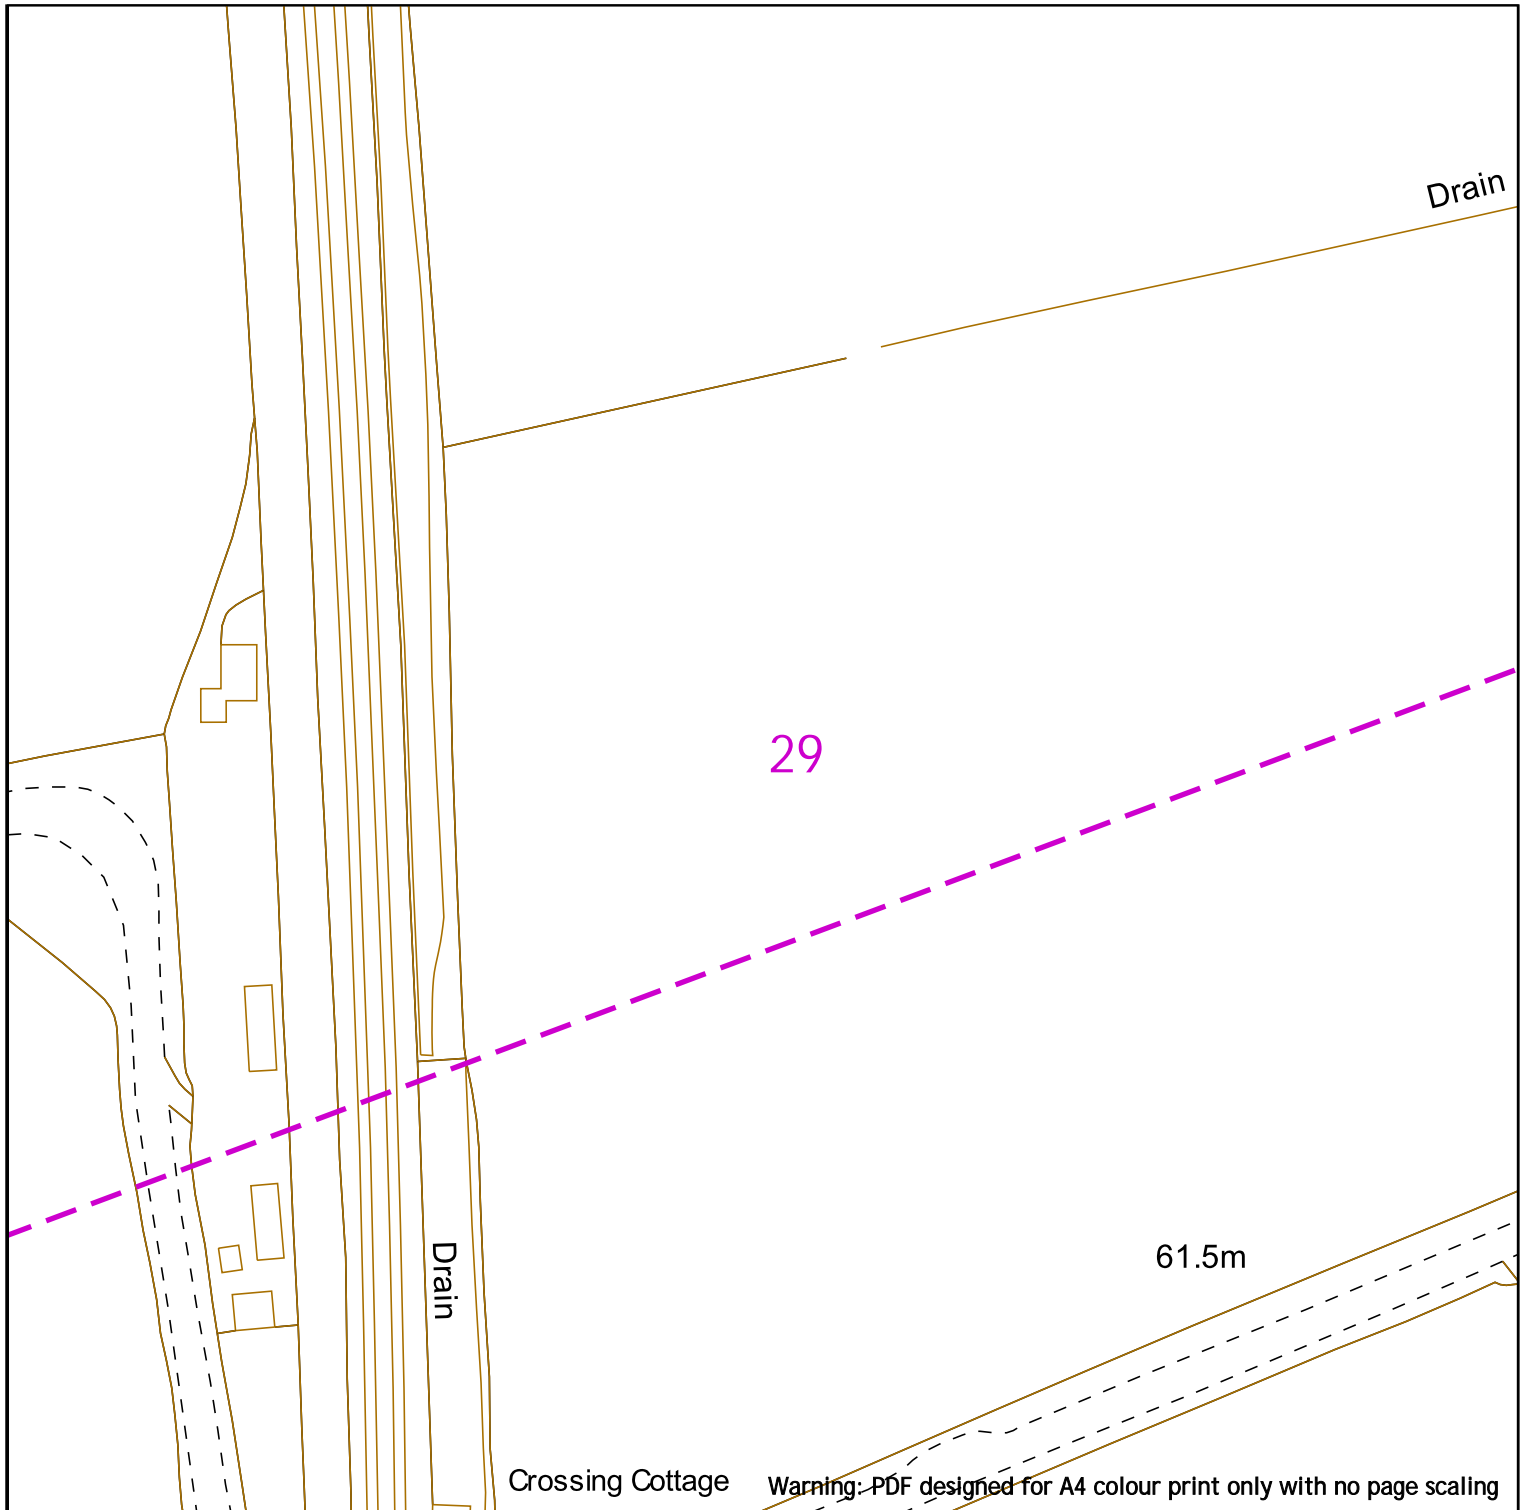 Drain
29
61.5m
Drain
Crossing Cottage
Warning: PDF designed for A4 colour print only with no page scaling